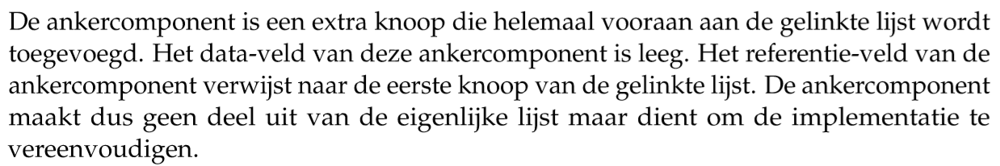 De ankercomponent is een extra knoop die helemaal vooraan aan de gelinkte lijst wordt
toegevoegd. Het data-veld van deze ankercomponent is leeg. Het referentie-veld van de
ankercomponent verwijst naar de eerste knoop van de gelinkte lijst. De ankercomponent
maakt dus geen deel uit van de eigenlijke lijst maar dient om de implementatie te
vereenvoudigen.